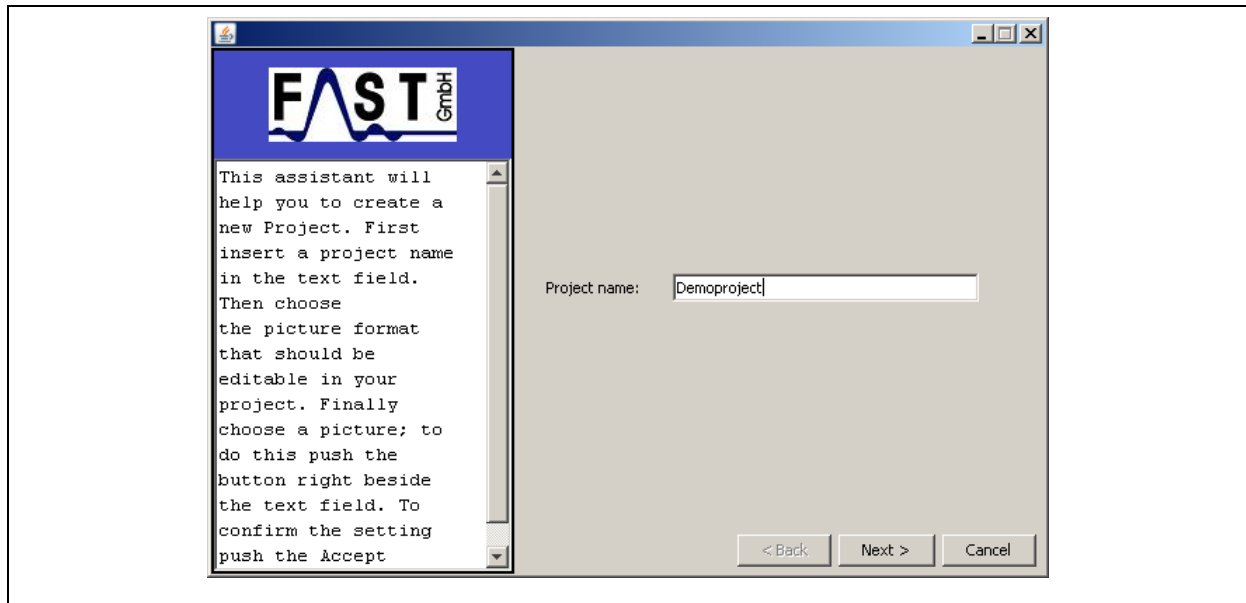 FAST GmbH
This assistant will
help you to create a
new Project. First
insert a project name
in the text field.
Then choose
the picture format
that should be
editable in your
project. Finally
choose a picture; to
do this push the
button right beside
the text field. To
confirm the setting
push the Accept
Project name: Demoproject
< Back Next > Cancel